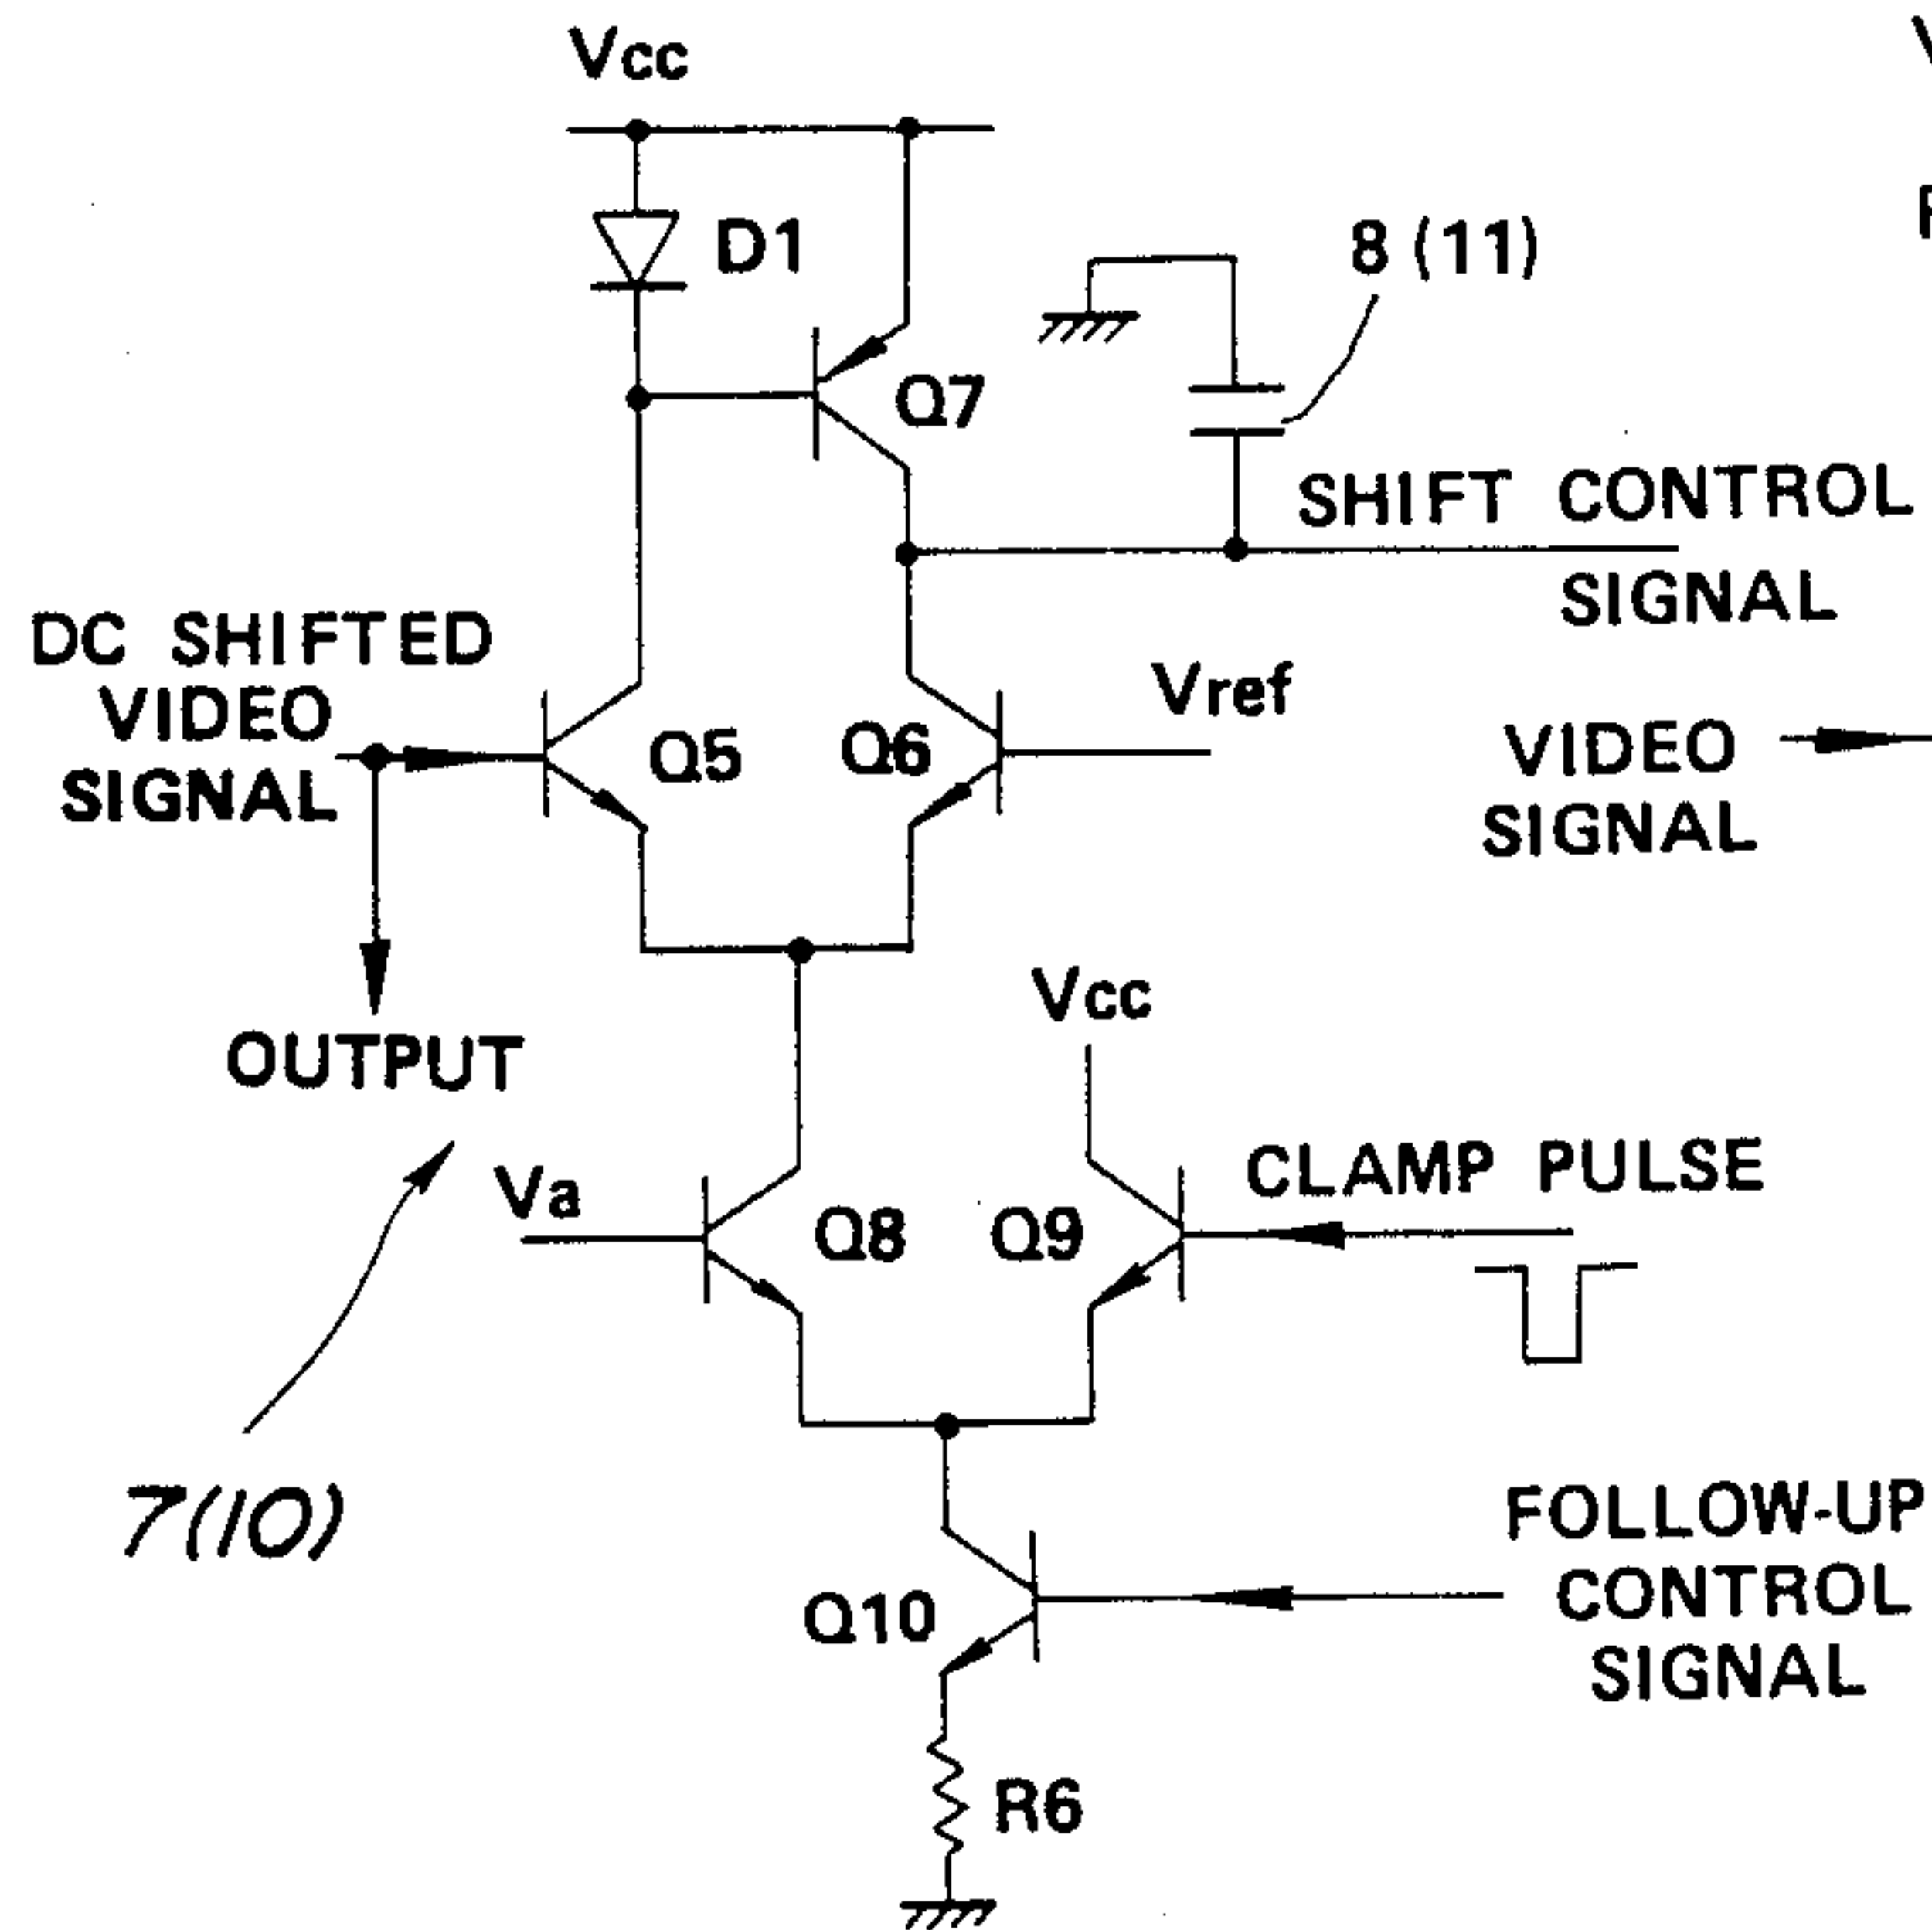 Vcc
D1
8 (11)
Q7
SHIFT CONTROL
SIGNAL
DC SHIFTED
VIDEO
SIGNAL
Q5
Q6
Vref
VIDEO
SIGNAL
OUTPUT
Vcc
Va
Q8
Q9
CLAMP PULSE
7(10)
Q10
FOLLOW-UP
CONTROL
SIGNAL
R6